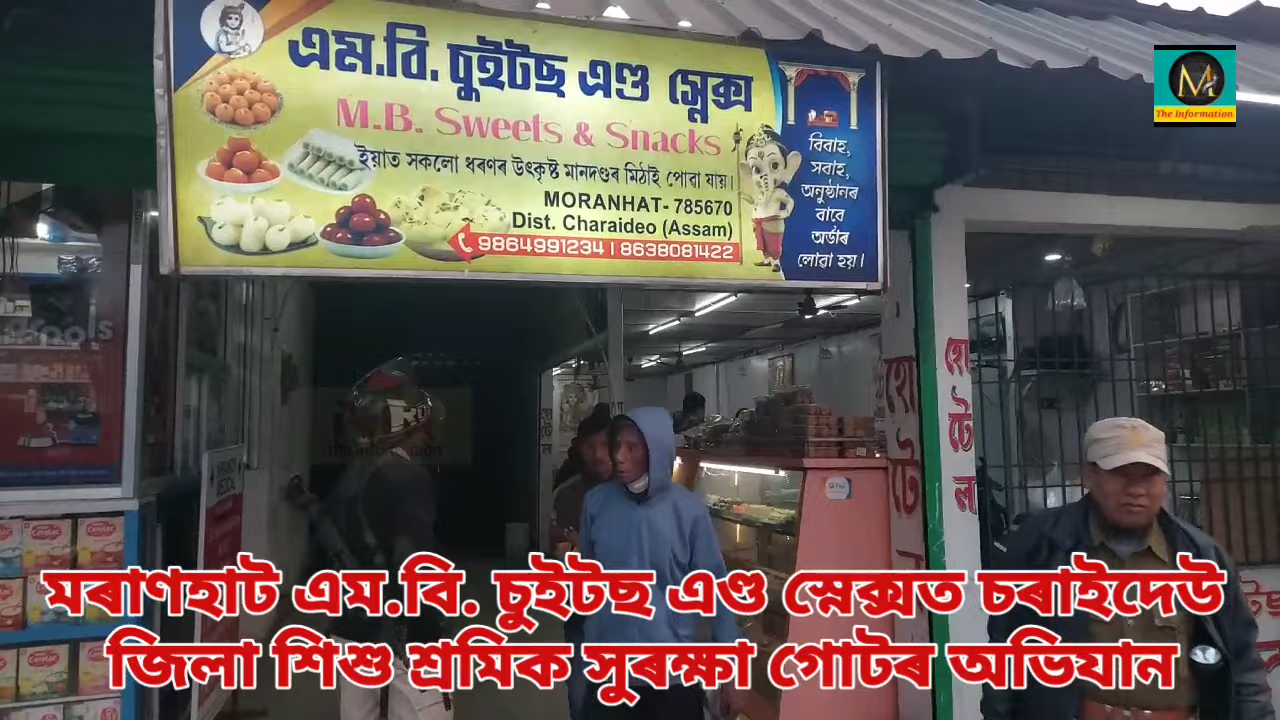 এম.বি. চুইটছ এণ্ড স্নেক্স
M.B. Sweets & Snacks
ইয়াত সকলো ধৰণৰ উৎকৃষ্ট মানদণ্ডৰ মিঠাই পোৱা যায়।
MORANHAT- 785670
Dist. Charaideo (Assam)
9864991234 | 8638081422
বিবাহ,
সবাহ,
অনুষ্ঠানৰ
বাবে
অৰ্ডাৰ
লোৱা হয়।
M
The Information
হোটেল
হোটেল
Cerelac
মৰাণহাট এম.বি. চুইটছ এণ্ড স্নেক্সত চৰাইদেউ
জিলা শিশু শ্ৰমিক সুৰক্ষা গোটৰ অভিযান